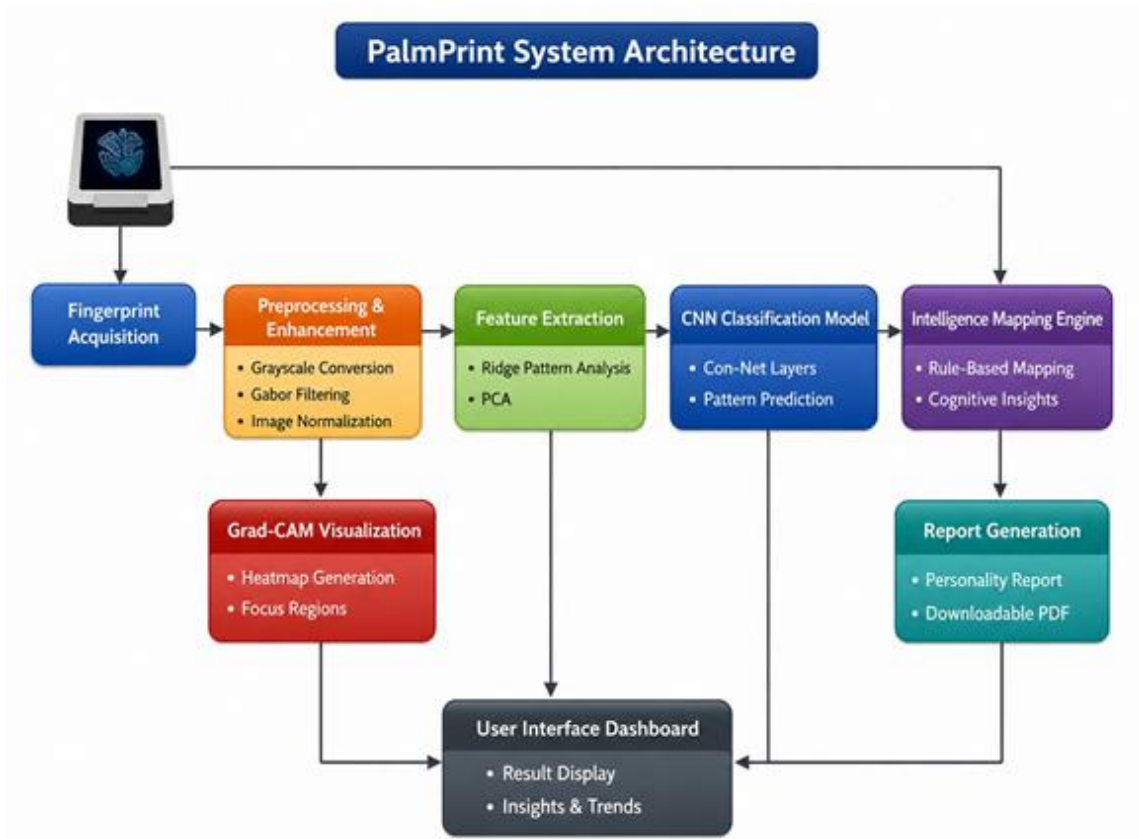 PalmPrint System Architecture
Fingerprint
Acquisition
Preprocessing &
Enhancement
• Grayscale Conversion
• Gabor Filtering
• Image Normalization
Feature Extraction
• Ridge Pattern Analysis
• PCA
CNN Classification Model
• Con-Net Layers
• Pattern Prediction
Intelligence Mapping Engine
• Rule-Based Mapping
• Cognitive Insights
Grad-CAM Visualization
• Heatmap Generation
• Focus Regions
Report Generation
• Personality Report
• Downloadable PDF
User Interface Dashboard
• Result Display
• Insights & Trends